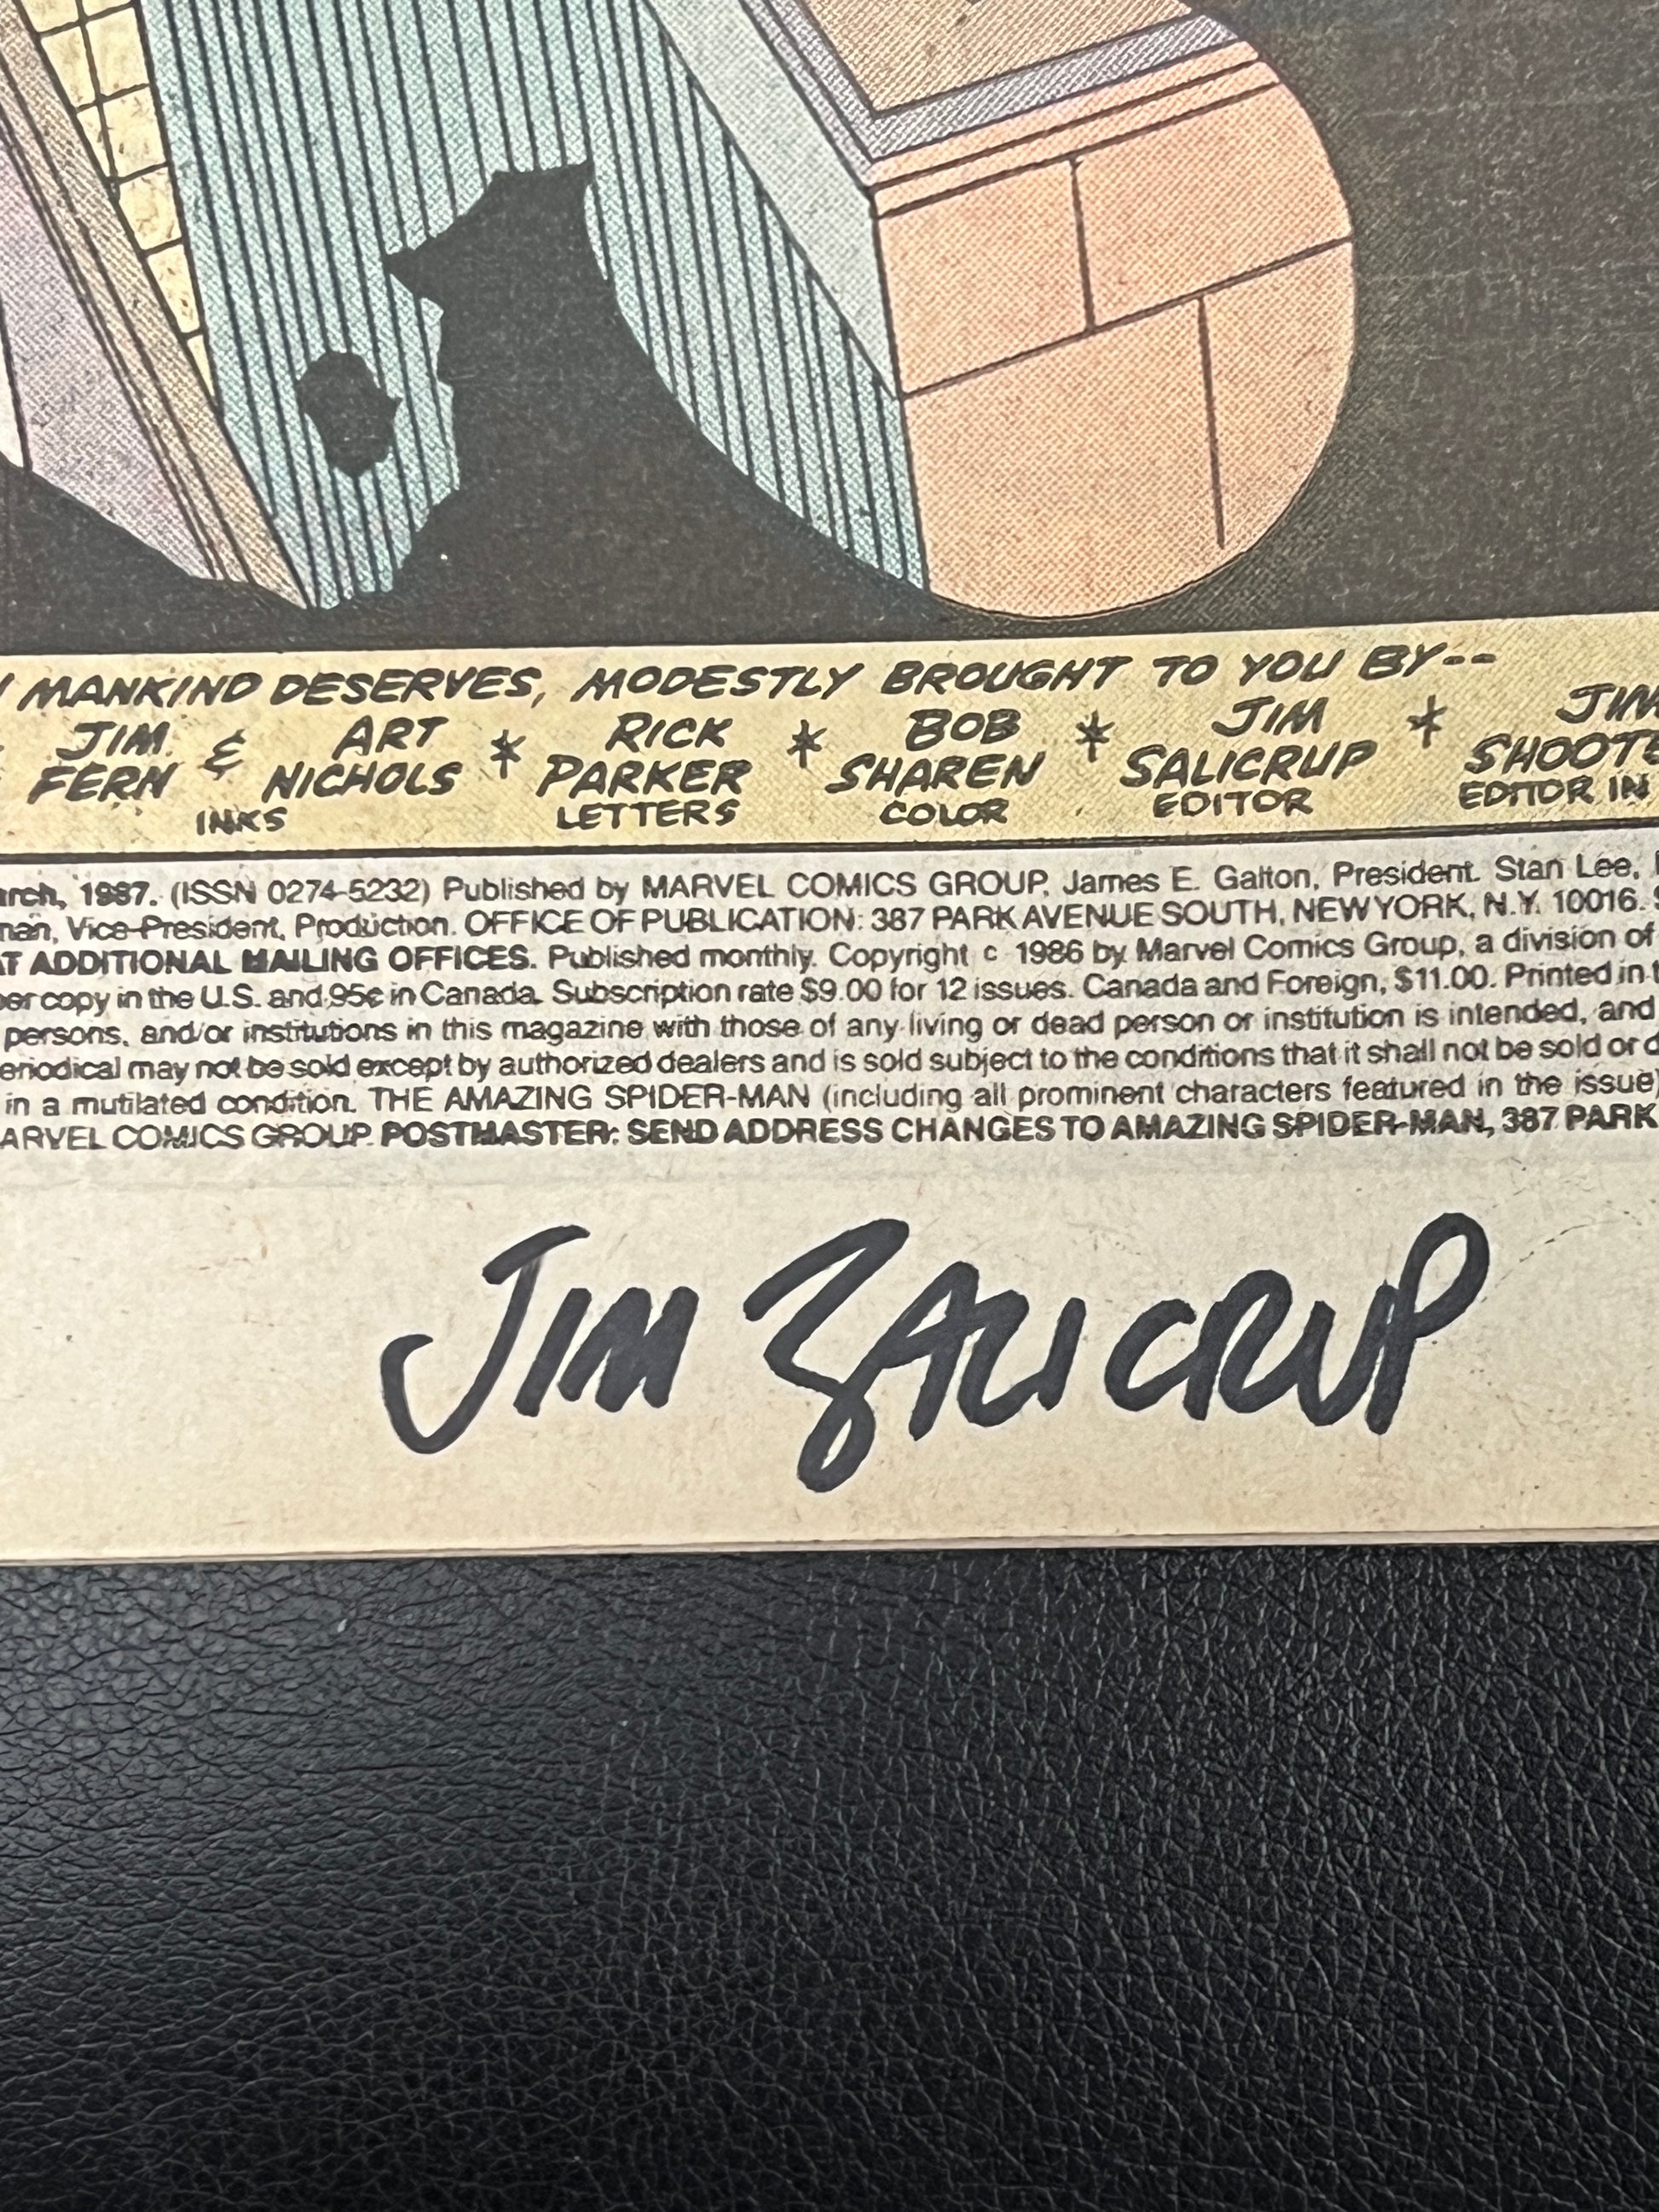 MANKIND DESERVES, MODESTLY BROUGHT TO YOU BY--
JIM FERN & ART NICHOLS INKS * RICK PARKER LETTERS * BOB SHAREN COLOR * JIM SALICRUP EDITOR * JIM SHOOTE EDITOR IN
arch, 1987. (ISSN 0274-5232) Published by MARVEL COMICS GROUP, James E. Galton, President. Stan Lee,
man, Vice-President, Production. OFFICE OF PUBLICATION: 387 PARK AVENUE SOUTH, NEW YORK, N.Y. 10016.
AT ADDITIONAL MAILING OFFICES. Published monthly. Copyright c 1986 by Marvel Comics Group, a division of
per copy in the U.S. and 95¢ in Canada. Subscription rate $9.00 for 12 issues. Canada and Foreign, $11.00. Printed in
persons, and/or institutions in this magazine with those of any living or dead person or institution is intended, and
eriodical may not be sold except by authorized dealers and is sold subject to the conditions that it shall not be sold or
in a mutilated condition. THE AMAZING SPIDER-MAN (including all prominent characters featured in the issue)
ARVEL COMICS GROUP. POSTMASTER: SEND ADDRESS CHANGES TO AMAZING SPIDER-MAN, 387 PARK
JIM SALICRUP